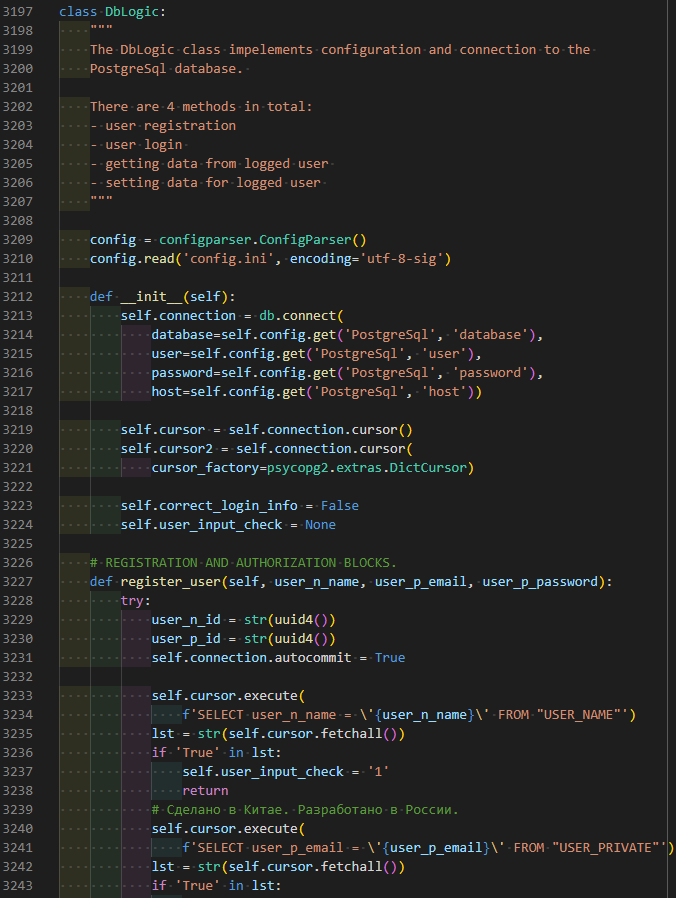 3197 class DbLogic:
3198 """
3199 The DbLogic class impelements configuration and connection to the
3200 PostgreSql database.
3201
3202 There are 4 methods in total:
3203 - user registration
3204 - user login
3205 - getting data from logged user
3206 - setting data for logged user
3207 """
3208
3209 config = configparser.ConfigParser()
3210 config.read('config.ini', encoding='utf-8-sig')
3211
3212 def __init__(self):
3213 self.connection = db.connect(
3214 database=self.config.get('PostgreSql', 'database'),
3215 user=self.config.get('PostgreSql', 'user'),
3216 password=self.config.get('PostgreSql', 'password'),
3217 host=self.config.get('PostgreSql', 'host'))
3218
3219 self.cursor = self.connection.cursor()
3220 self.cursor2 = self.connection.cursor(
3221 cursor_factory=psycopg2.extras.DictCursor)
3222
3223 self.correct_login_info = False
3224 self.user_input_check = None
3225
3226 # REGISTRATION AND AUTHORIZATION BLOCKS.
3227 def register_user(self, user_n_name, user_p_email, user_p_password):
3228 try:
3229 user_n_id = str(uuid4())
3230 user_p_id = str(uuid4())
3231 self.connection.autocommit = True
3232
3233 self.cursor.execute(
3234 f'SELECT user_n_name = \'{user_n_name}\' FROM "USER_NAME"')
3235 lst = str(self.cursor.fetchall())
3236 if 'True' in lst:
3237 self.user_input_check = '1'
3238 return
3239 # Сделано в Китае. Разработано в России.
3240 self.cursor.execute(
3241 f'SELECT user_p_email = \'{user_p_email}\' FROM "USER_PRIVATE"')
3242 lst = str(self.cursor.fetchall())
3243 if 'True' in lst: